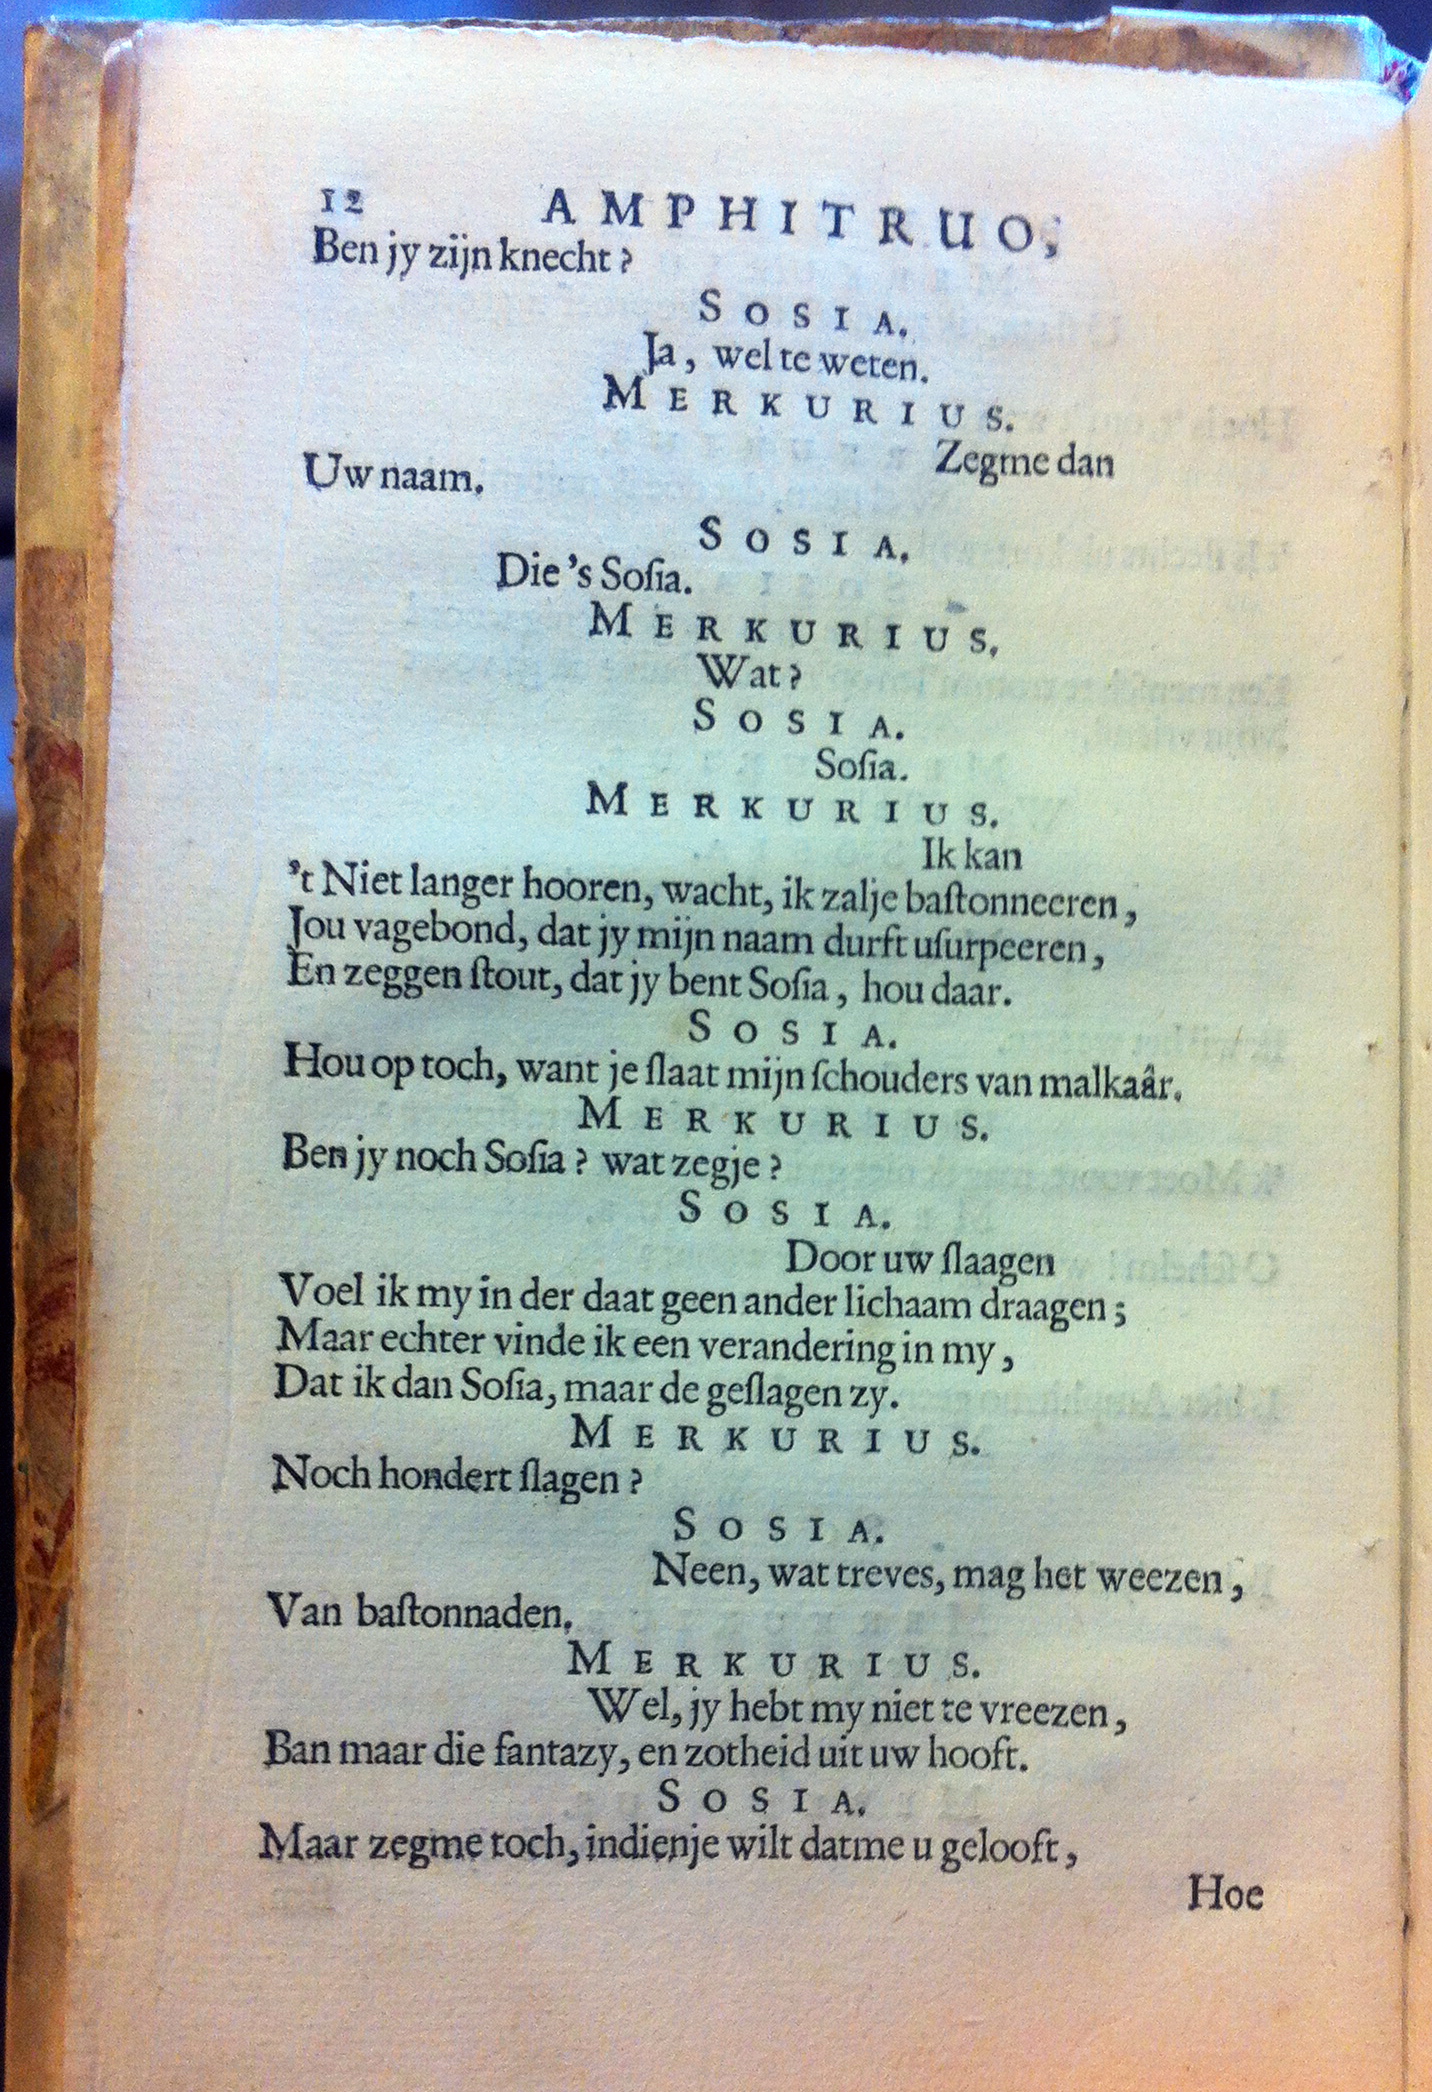 12 AMPHITRUO,
Ben jy zijn knecht?
SOSIA.
Ja, wel te weten.
MERKURIUS.
Zegme dan
Uw naam.
SOSIA.
Die 's Soſia.
MERKURIUS.
Wat?
SOSIA.
Soſia.
MERKURIUS.
Ik kan
't Niet langer hooren, wacht, ik zalje baſtonneeren,
Jou vagebond, dat jy mijn naam durft uſurpeeren,
En zeggen ſtout, dat jy bent Soſia, hou daar.
SOSIA.
Hou op toch, want je ſlaat mijn ſchouders van malkaâr.
MERKURIUS.
Ben jy noch Soſia? wat zegje?
SOSIA.
Door uw ſlaagen
Voel ik my in der daat geen ander lichaam draagen;
Maar echter vinde ik een verandering in my,
Dat ik dan Soſia, maar de geſlagen zy.
MERKURIUS.
Noch hondert ſlagen?
SOSIA.
Neen, wat treves, mag het weezen,
Van baſtonnaden.
MERKURIUS.
Wel, jy hebt my niet te vreezen,
Ban maar die fantazy, en zotheid uit uw hooft.
SOSIA.
Maar zegme toch, indienje wilt datme u gelooft,
Hoe